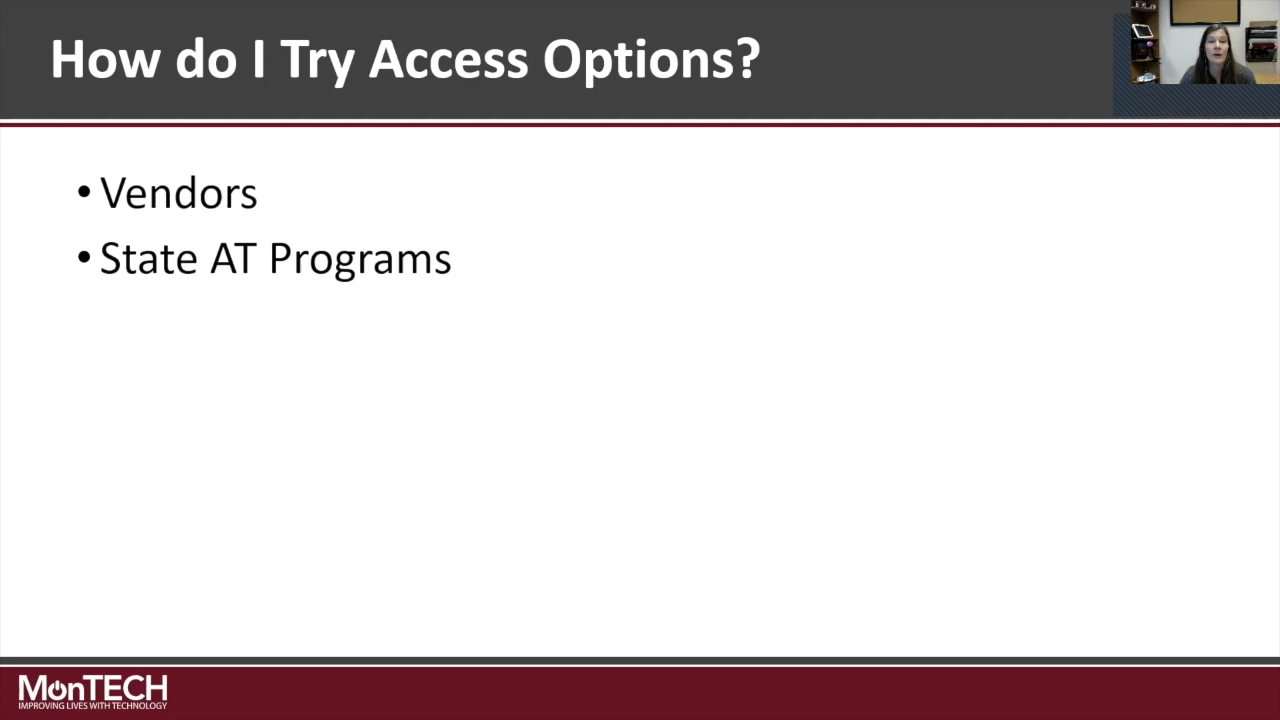 How do I Try Access Options?
• Vendors
• State AT Programs
MonTECH
IMPROVING LIVES WITH TECHNOLOGY